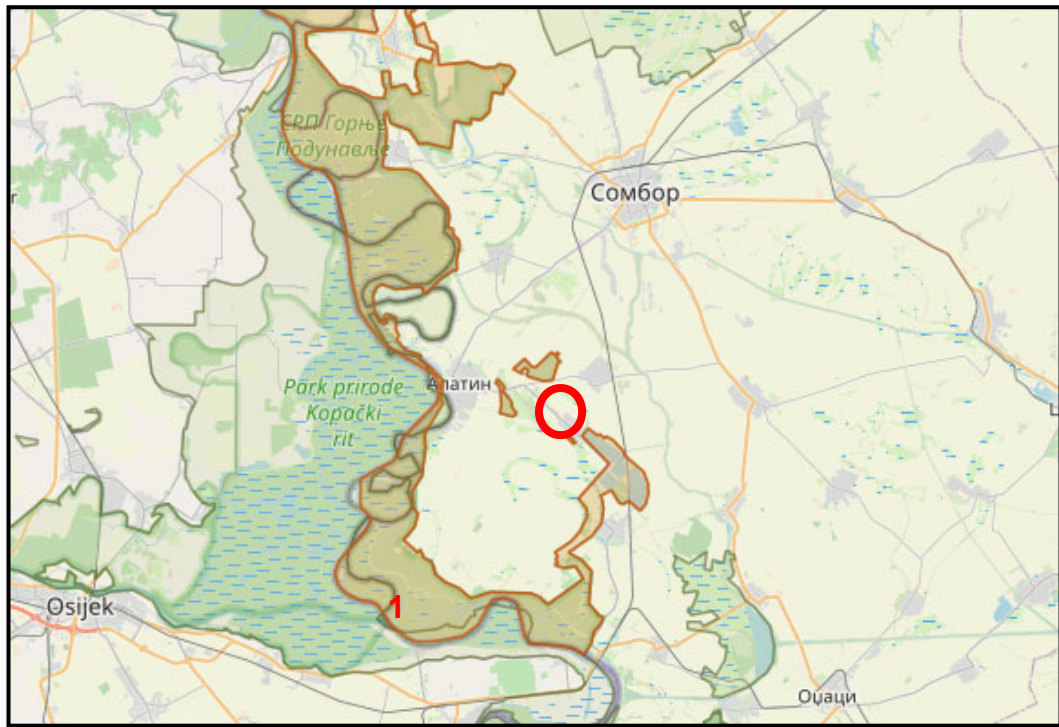 СРП Горње
Подунавље
Сомбор
Park prirode
Kopački
rit
Апатин
1
Osijek
Оџаци